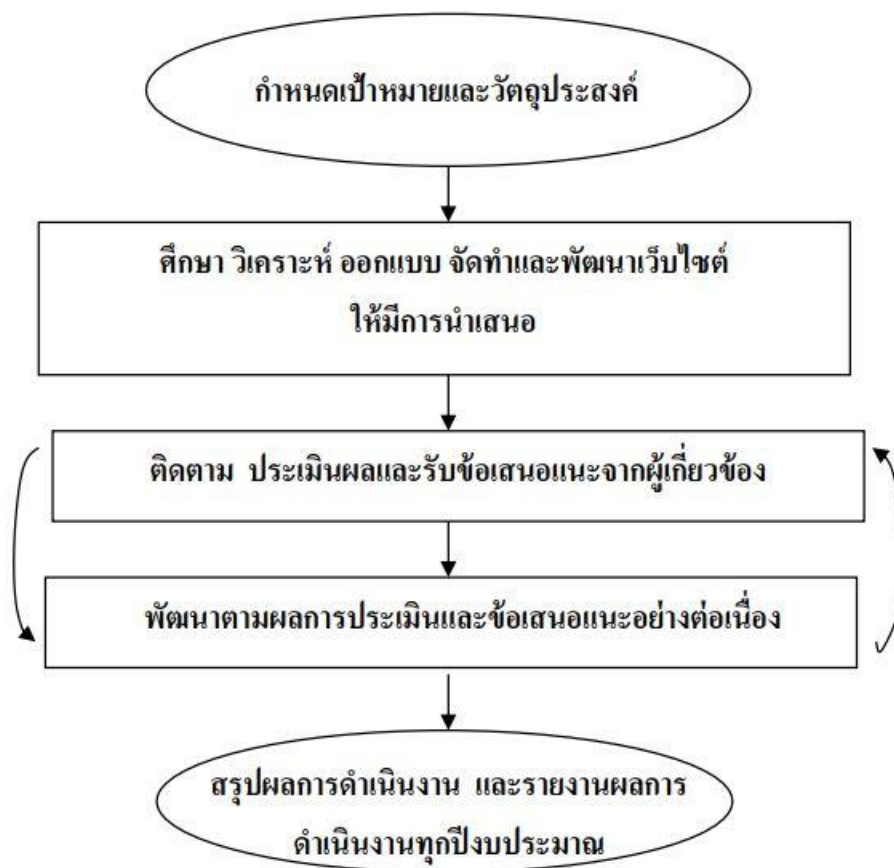 กำหนดเป้าหมายและวัตถุประสงค์
ศึกษา วิเคราะห์ ออกแบบ จัดทำและพัฒนาเว็บไซต์
ให้มีการนำเสนอ
ติดตาม ประเมินผลและรับข้อเสนอแนะจากผู้เกี่ยวข้อง
พัฒนาตามผลการประเมินและข้อเสนอแนะอย่างต่อเนื่อง
สรุปผลการดำเนินงาน และรายงานผลการ
ดำเนินงานทุกปีงบประมาณ